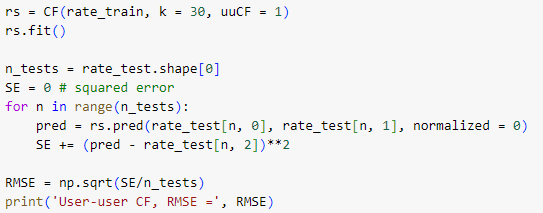 rs = CF(rate_train, k = 30, uuCF = 1)
rs.fit()

n_tests = rate_test.shape[0]
SE = 0 # squared error
for n in range(n_tests):
    pred = rs.pred(rate_test[n, 0], rate_test[n, 1], normalized = 0)
    SE += (pred - rate_test[n, 2])**2

RMSE = np.sqrt(SE/n_tests)
print('User-user CF, RMSE =', RMSE)